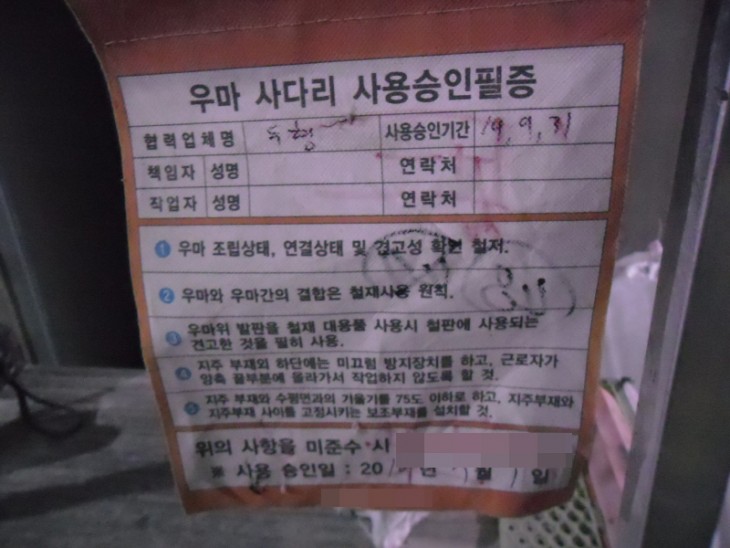 우마 사다리 사용승인필증
협력업체명 사용승인기간 19, 9, 31
책임자 성명 연락처
작업자 성명 연락처
1 우마 조립상태, 연결상태 및 견고성 확인 철저.
2 우마와 우마간의 결합은 철재사용 원칙.
3 우마위 발판을 철재 대용품 사용시 철판에 사용되는
견고한 것을 필히 사용.
4 지주 부재의 하단에는 미끄럼 방지장치를 하고, 근로자가
양측 끝부분에 올라가서 작업하지 않도록 할 것.
5 지주 부재와 수평면과의 기울기를 75도 이하로 하고, 지주부재와
지주부재 사이를 고정시키는 보조부재를 설치할 것.
위의 사항을 미준수 시
※ 사용 승인일 : 20 년 월 일